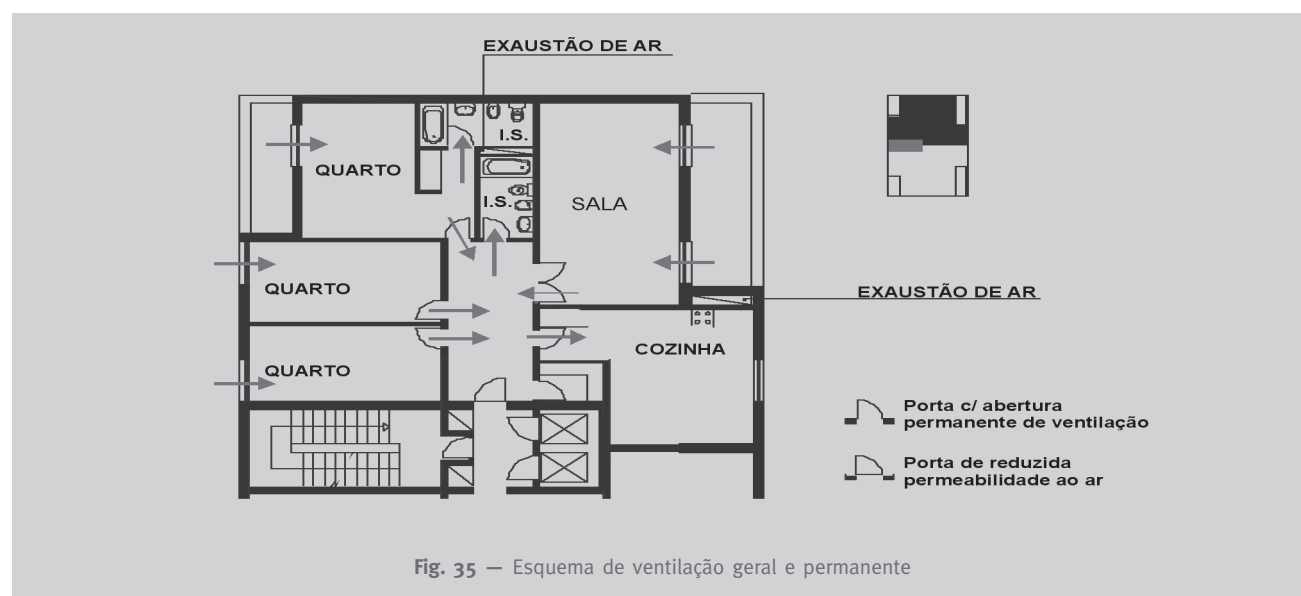 EXAUSTÃO DE AR
I.S.
QUARTO
I.S.
SALA
QUARTO
EXAUSTÃO DE AR
COZINHA
QUARTO
Porta c/ abertura
permanente de ventilação
Porta de reduzida
permeabilidade ao ar
Fig. 35 — Esquema de ventilação geral e permanente